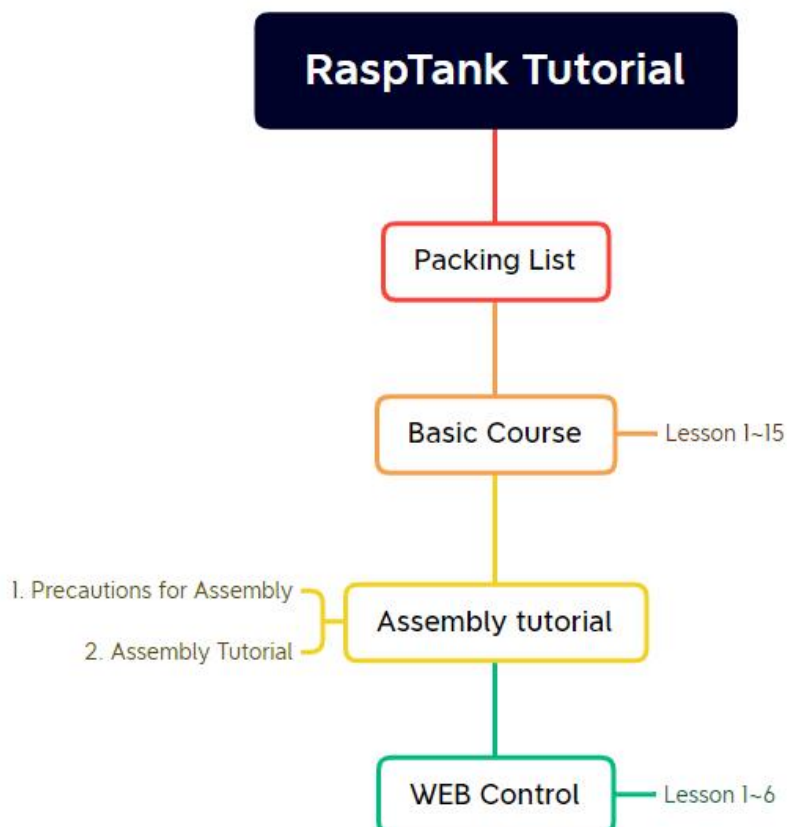 RaspTank Tutorial
Packing List
Basic Course
Lesson 1~15
1. Precautions for Assembly
2. Assembly Tutorial
Assembly tutorial
WEB Control
Lesson 1~6